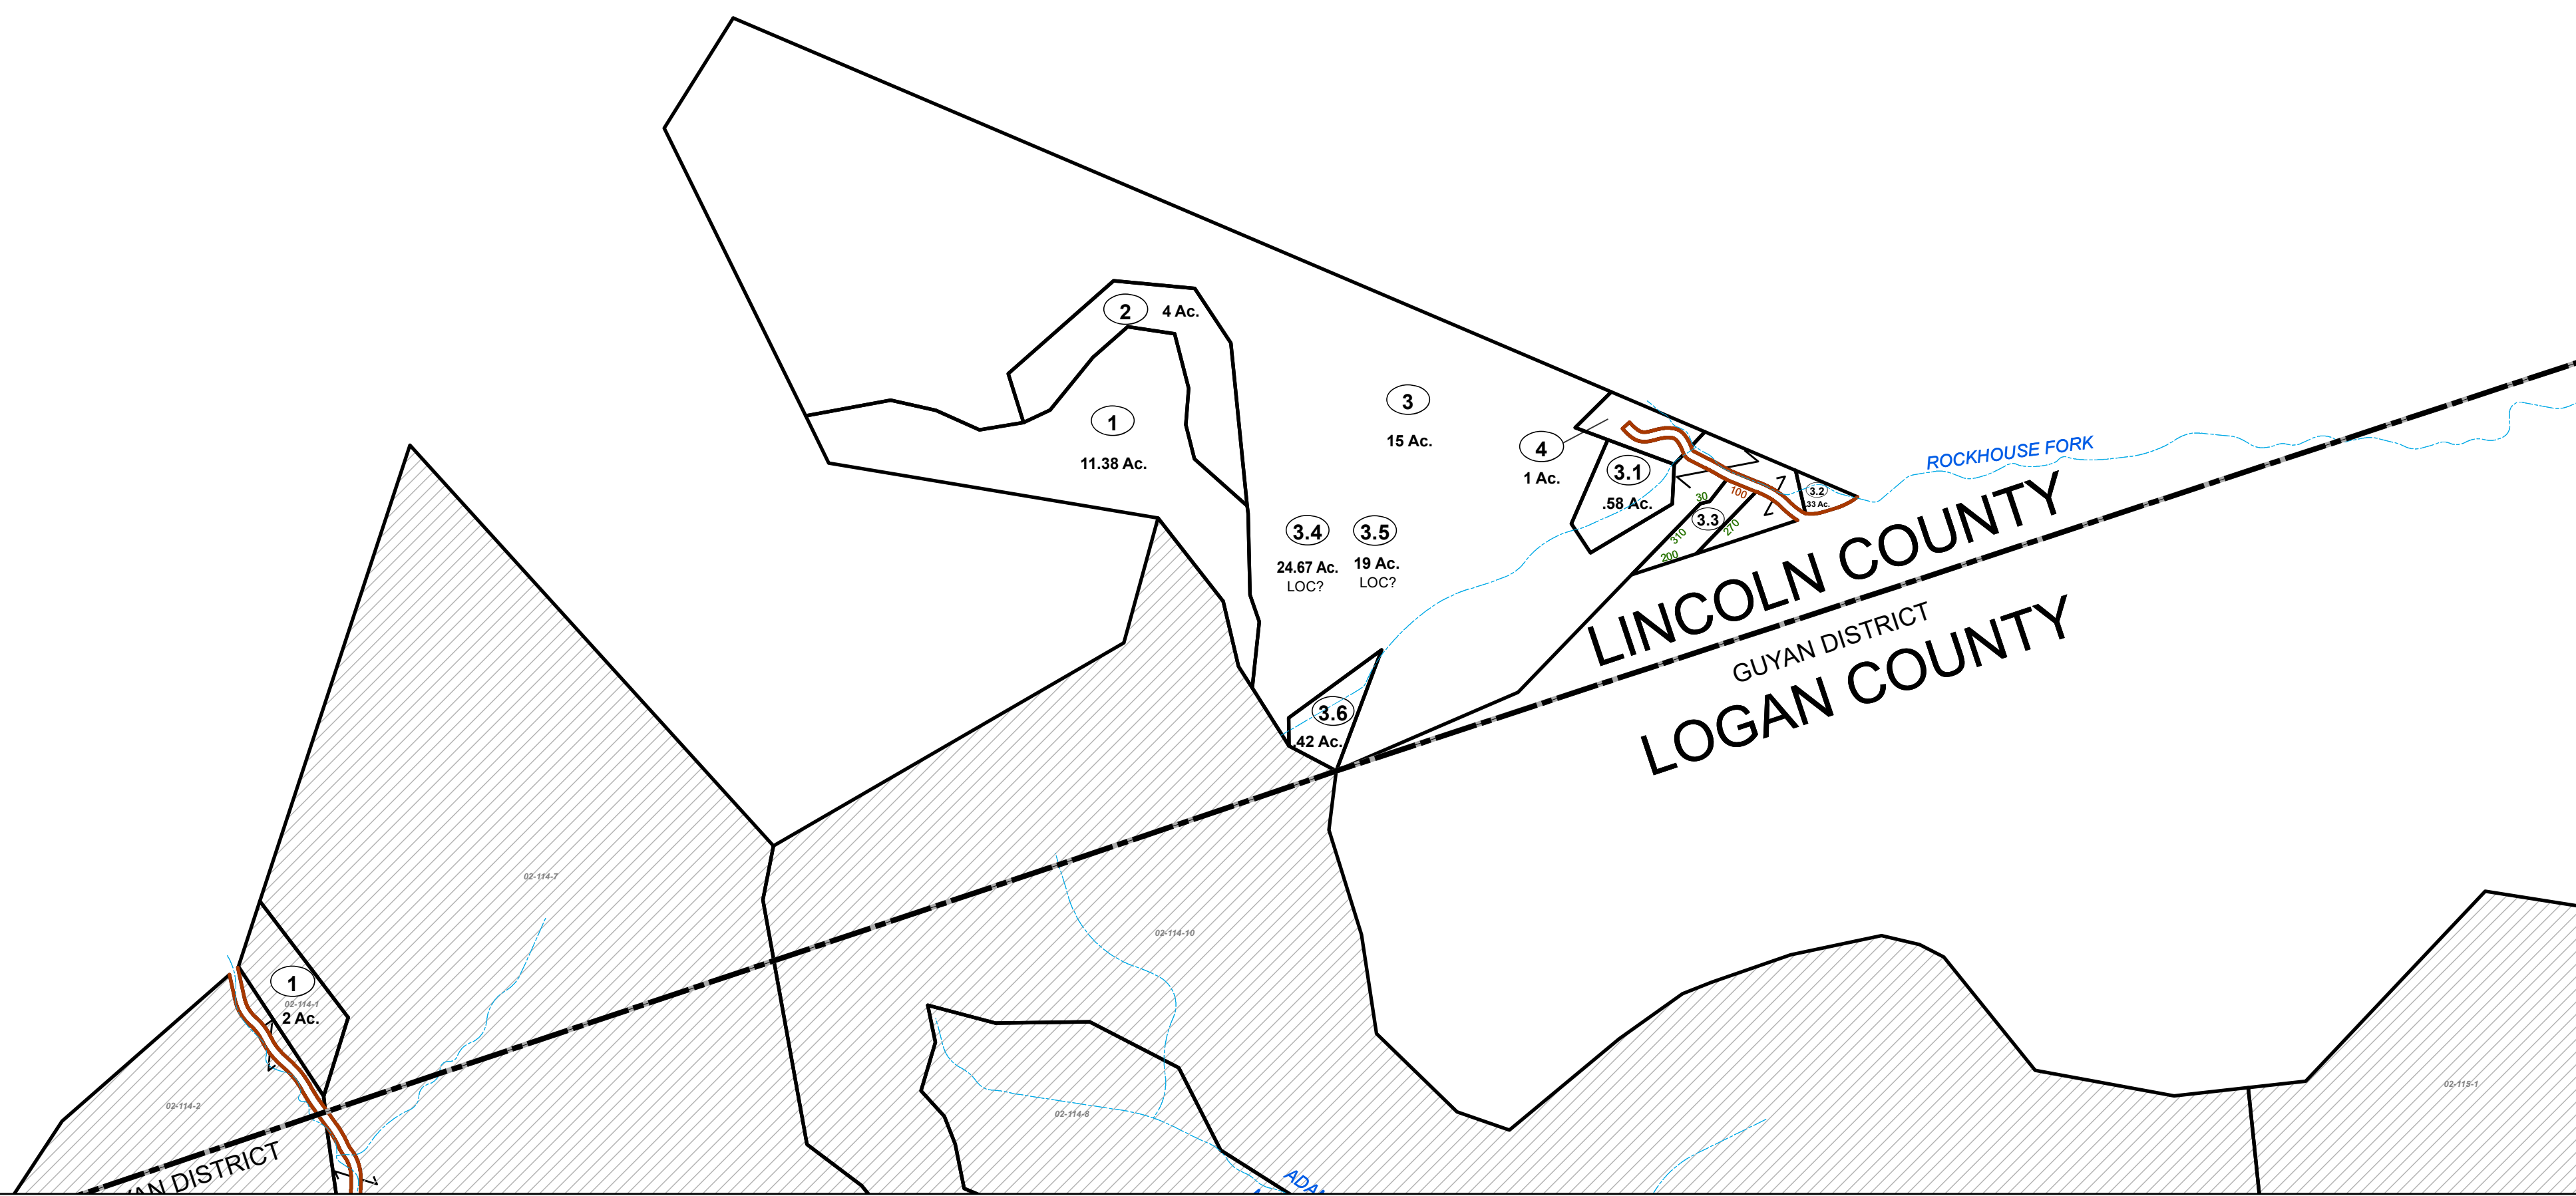 2
4 Ac.
1
11.38 Ac.
3
15 Ac.
4
1 Ac.
3.1
.58 Ac.
30
100
3.2
.33 Ac.
3.3
310
270
200
ROCKHOUSE FORK
3.4
24.67 Ac.
LOC?
3.5
19 Ac.
LOC?
3.6
.42 Ac.
LINCOLN COUNTY
GUYAN DISTRICT
LOGAN COUNTY
02-114-7
02-114-10
1
02-114-1
2 Ac.
02-114-2
02-114-8
02-115-1
AN DISTRICT
ADA